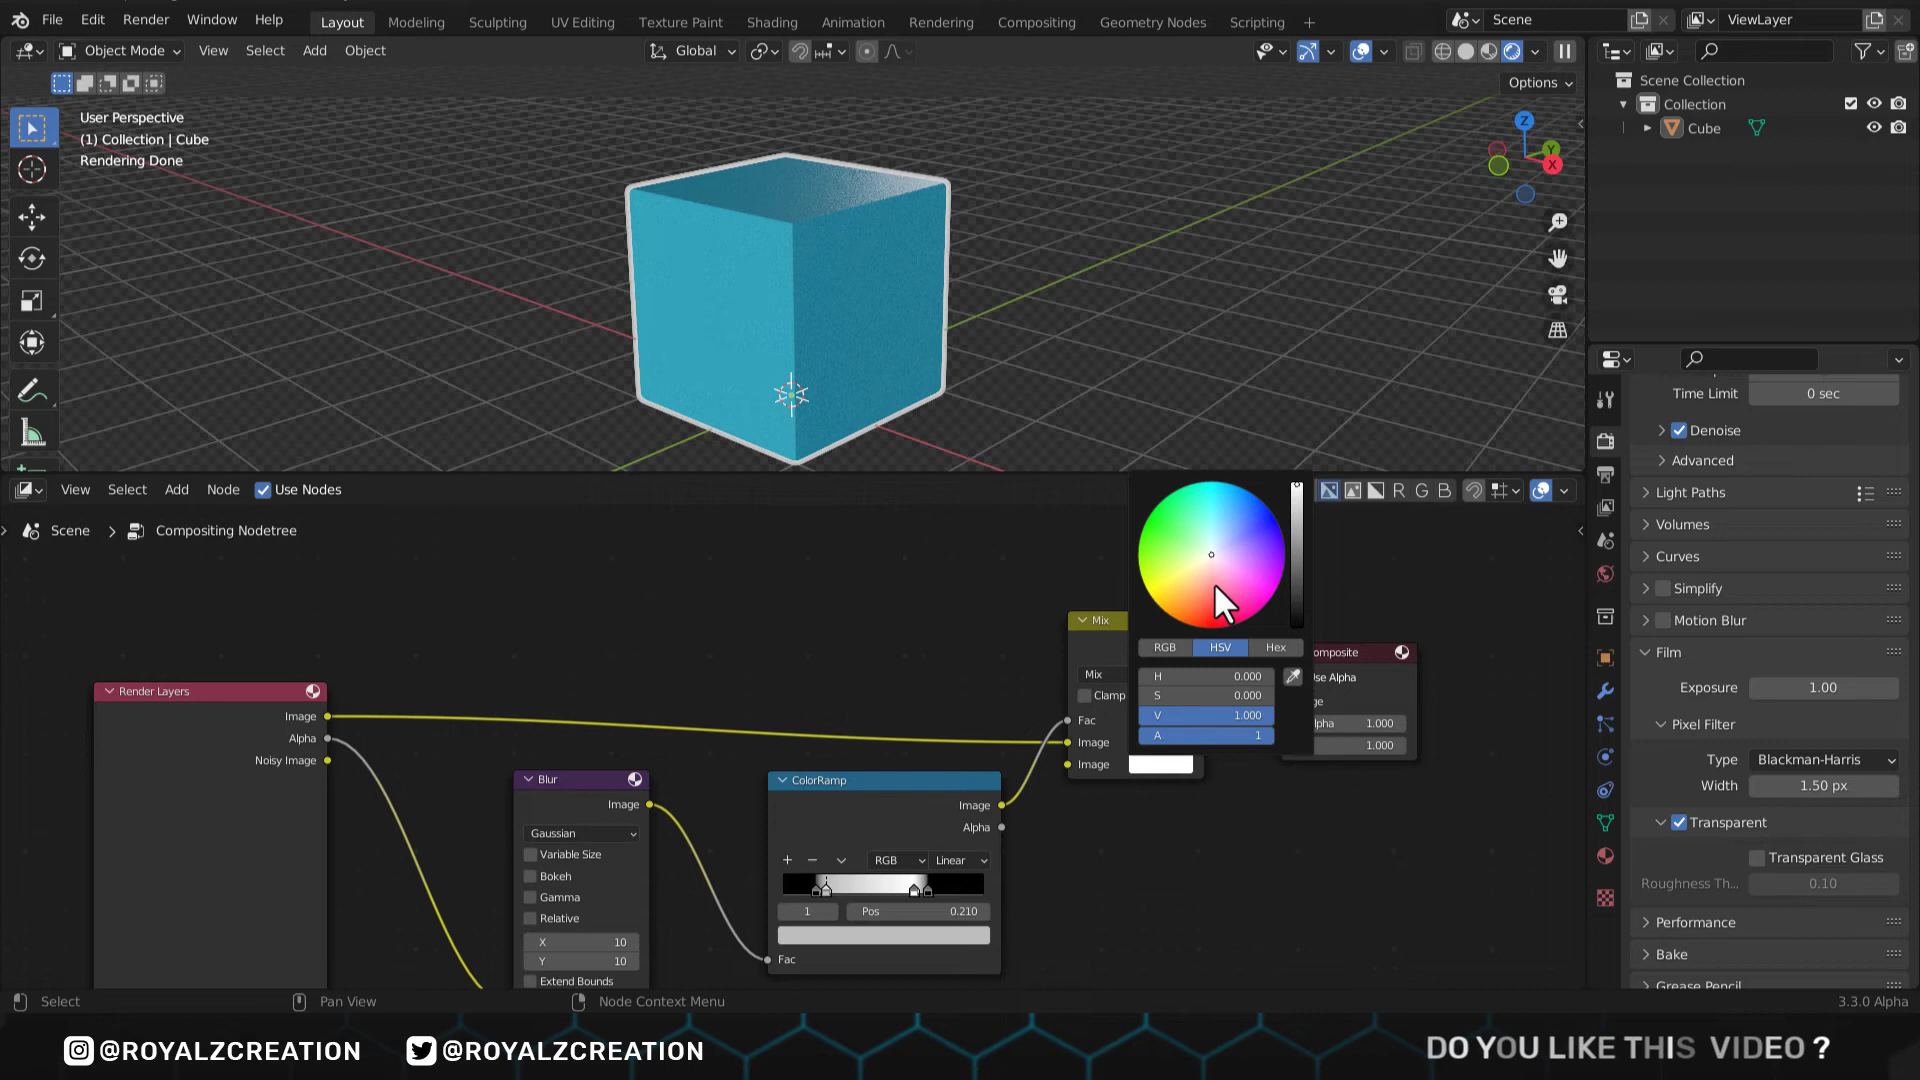 File Edit Render Window Help
Layout Modeling Sculpting UV Editing Texture Paint Shading Animation Rendering Compositing Geometry Nodes Scripting +
Scene
ViewLayer
Object Mode View Select Add Object
Global
Options
User Perspective
(1) Collection | Cube
Rendering Done
Z
Y
X
Scene Collection
Collection
Cube
Time Limit 0 sec
Denoise
Advanced
Light Paths
Volumes
Curves
Simplify
Motion Blur
Film
Exposure 1.00
Pixel Filter
Type Blackman-Harris
Width 1.50 px
Transparent
Transparent Glass
Roughness Th... 0.10
Performance
Bake
Grease Pencil
View Select Add Node Use Nodes
R G B
Scene > Compositing Nodetree
Render Layers
Image
Alpha
Noisy Image
Blur
Image
Gaussian
Variable Size
Bokeh
Gamma
Relative
X 10
Y 10
Extend Bounds
ColorRamp
Image
Alpha
+ − RGB Linear
1 Pos 0.210
Fac
Mix
Mix
Clamp
Fac
Image
Image
RGB HSV Hex
H 0.000
S 0.000
V 1.000
A 1
omposite
se Alpha
ge
lpha 1.000
1.000
Select Pan View Node Context Menu 3.3.0 Alpha
@ROYALZCREATION @ROYALZCREATION DO YOU LIKE THIS VIDEO ?